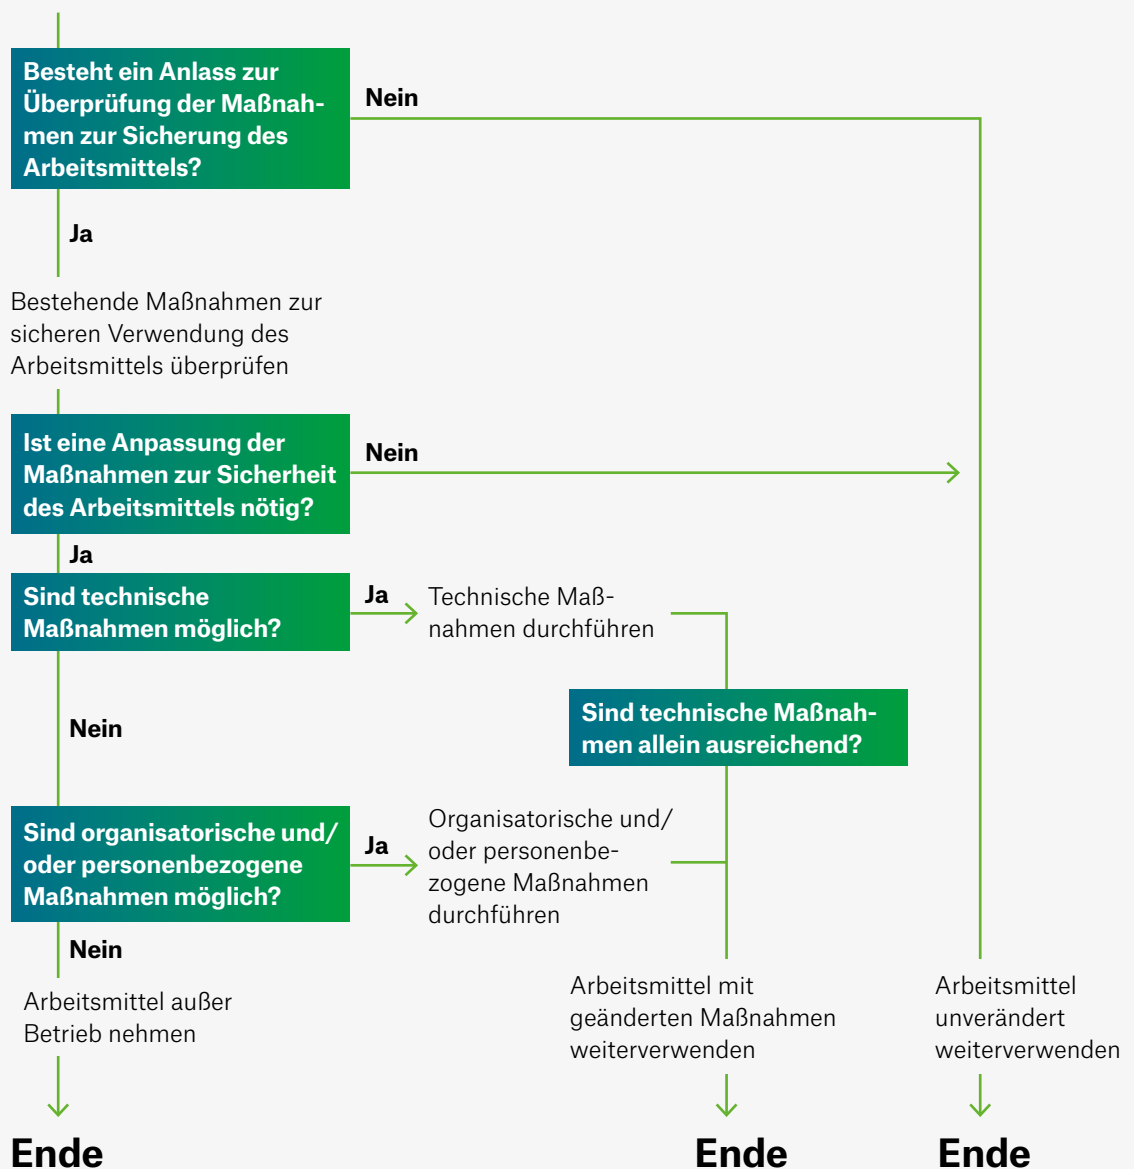 Besteht ein Anlass zur
Überprüfung der Maßnah-
men zur Sicherung des
Arbeitsmittels?
Nein
Ja
Bestehende Maßnahmen zur
sicheren Verwendung des
Arbeitsmittels überprüfen
Ist eine Anpassung der
Maßnahmen zur Sicherheit
des Arbeitsmittels nötig?
Nein
Ja
Sind technische
Maßnahmen möglich?
Ja
Technische Maß-
nahmen durchführen
Nein
Sind technische Maßnah-
men allein ausreichend?
Sind organisatorische und/
oder personenbezogene
Maßnahmen möglich?
Ja
Organisatorische und/
oder personenbe-
zogene Maßnahmen
durchführen
Nein
Arbeitsmittel außer
Betrieb nehmen
Arbeitsmittel mit
geänderten Maßnahmen
weiterverwenden
Arbeitsmittel
unverändert
weiterverwenden
Ende
Ende
Ende